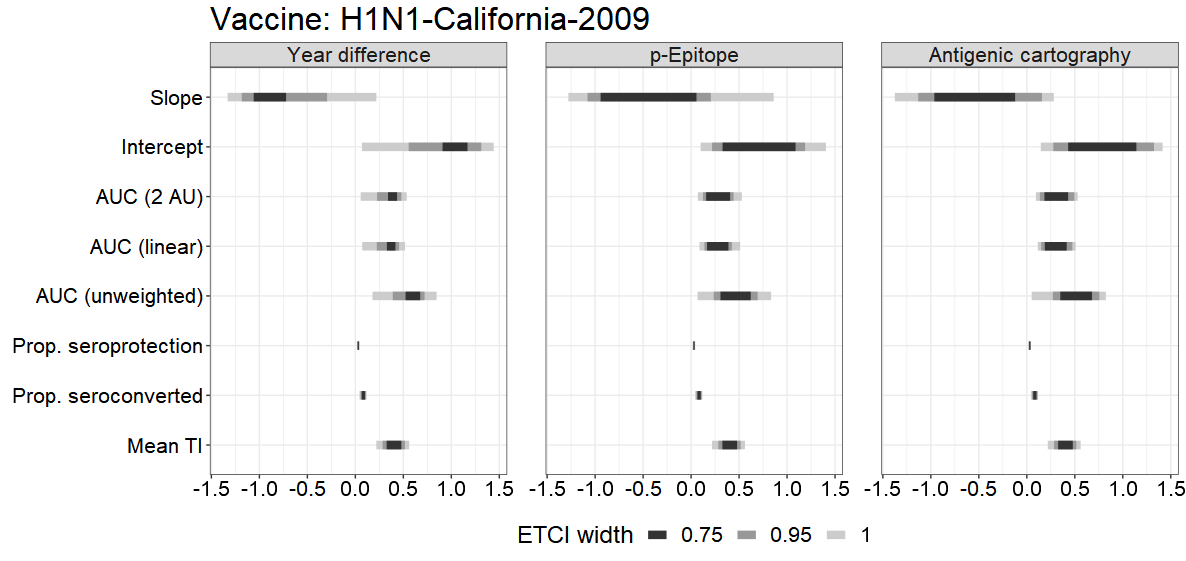 Vaccine: H1N1-California-2009
Year difference
p-Epitope
Antigenic cartography
Slope
Intercept
AUC (2 AU)
AUC (linear)
AUC (unweighted)
Prop. seroprotection
Prop. seroconverted
Mean TI
-1.5 -1.0 -0.5 0.0 0.5 1.0 1.5 -1.5 -1.0 -0.5 0.0 0.5 1.0 1.5 -1.5 -1.0 -0.5 0.0 0.5 1.0 1.5
ETCI width 0.75 0.95 1